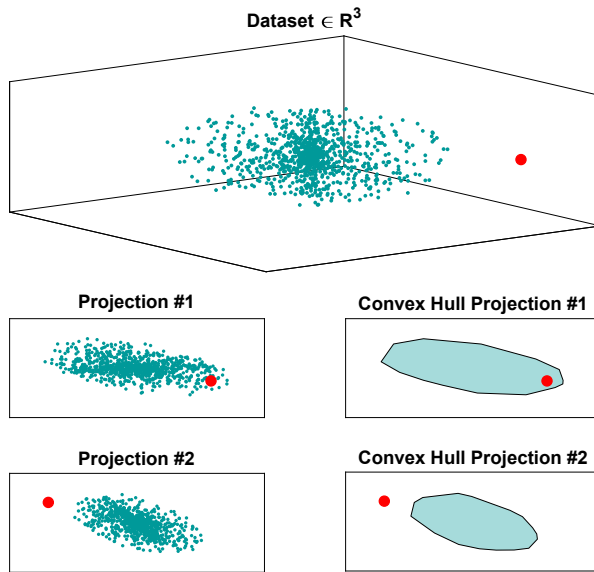 Dataset ∈ R³
Projection #1
Convex Hull Projection #1
Projection #2
Convex Hull Projection #2